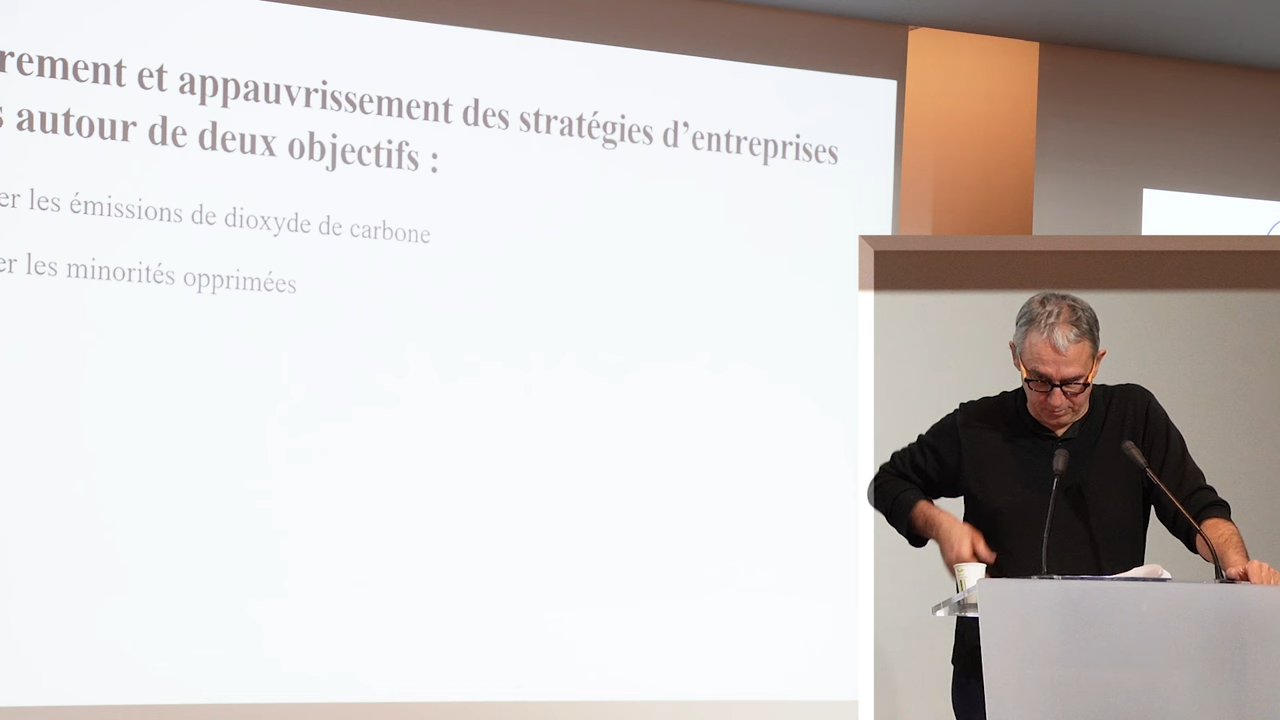 rement et appauvrissement des stratégies d’entreprises
s autour de deux objectifs :
er les émissions de dioxyde de carbone
er les minorités opprimées